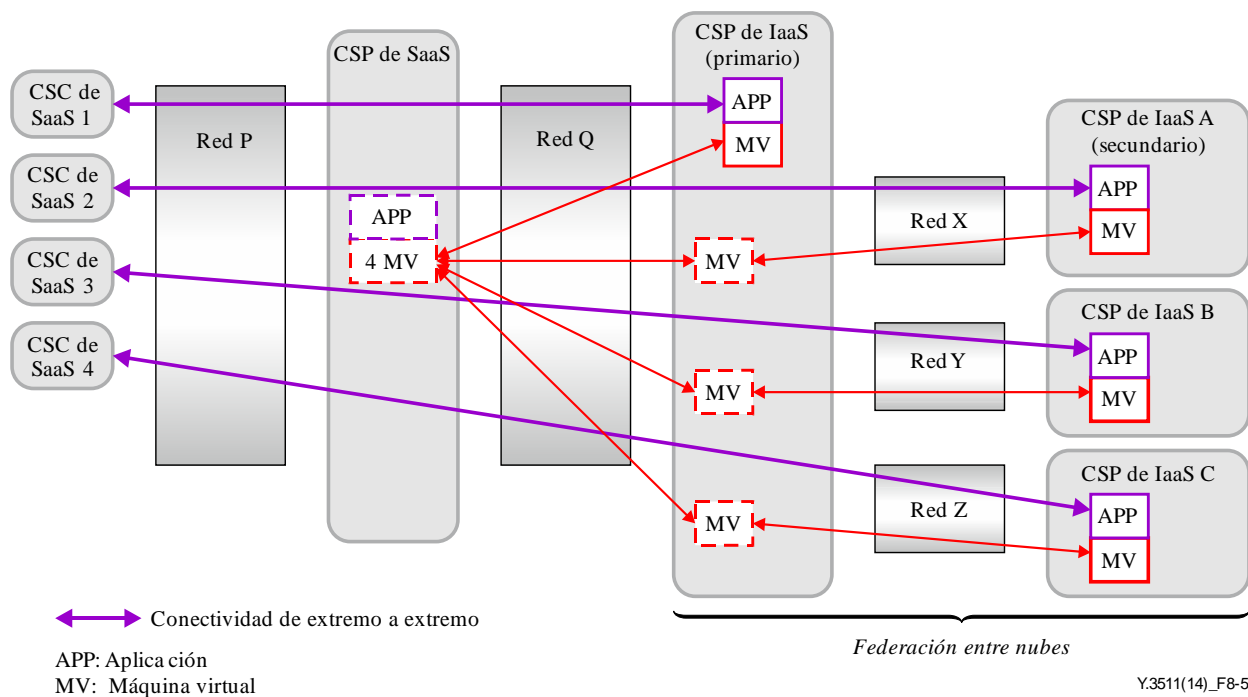 CSP de IaaS
(primario)
CSP de SaaS
CSC de
SaaS 1
APP
MV
Red P
Red Q
CSP de IaaS A
(secundario)
CSC de
SaaS 2
APP
MV
Red X
APP
4 MV
MV
CSC de
SaaS 3
CSP de IaaS B
APP
MV
Red Y
MV
CSC de
SaaS 4
CSP de IaaS C
APP
MV
Red Z
MV
Conectividad de extremo a extremo
Federación entre nubes
APP: Aplica ción
MV: Máquina virtual
Y.3511(14)_F8-5